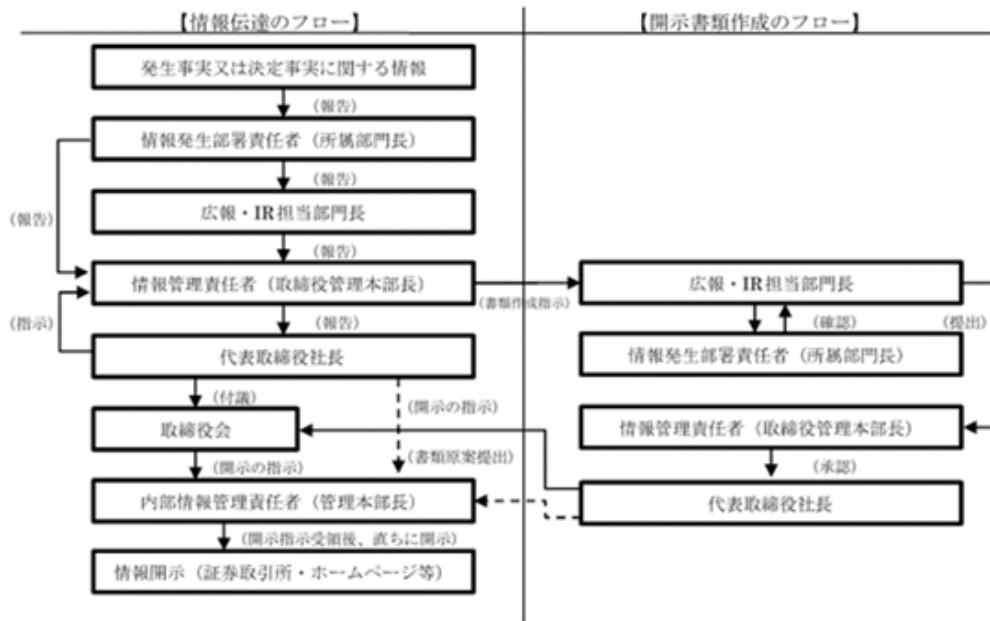 【情報伝達のフロー】
【開示書類作成のフロー】
発生事実又は決定事実に関する情報
(報告)
情報発生部署責任者(所属部門長)
(報告)
(報告)
広報・IR担当部門長
(報告)
情報管理責任者(取締役管理本部長)
(指示)
(報告)
代表取締役社長
(付議)
(開示の指示)
取締役会
(開示の指示)
(書類原案提出)
内部情報管理責任者(管理本部長)
(開示指示受領後、直ちに開示)
情報開示(証券取引所・ホームページ等)
(書類作成指示)
広報・IR担当部門長
(確認)
(提出)
情報発生部署責任者(所属部門長)
情報管理責任者(取締役管理本部長)
(承認)
代表取締役社長